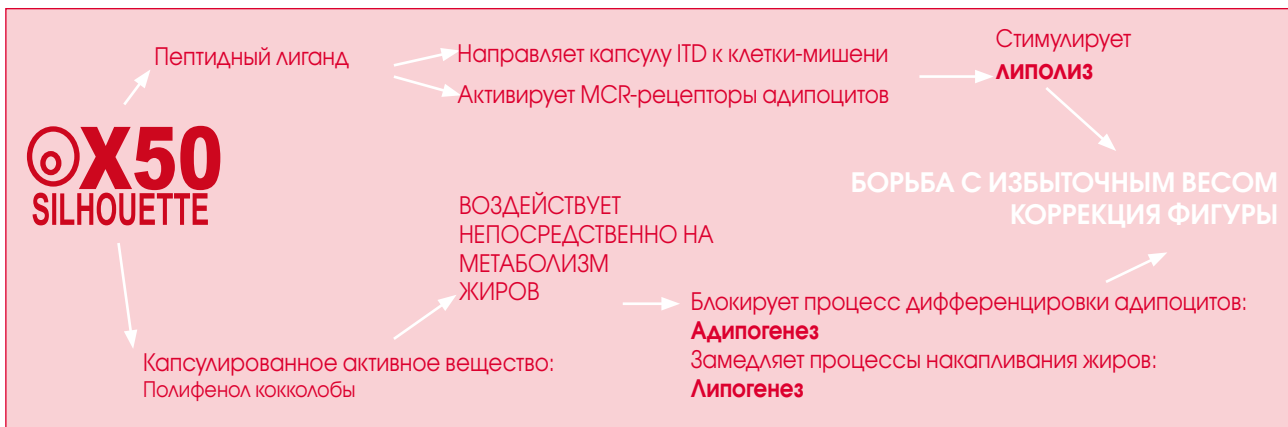 Пептидный лиганд
Направляет капсулу ITD к клетки-мишени
Активирует MCR-рецепторы адипоцитов
Стимулирует
липолиз
X50
SILHOUETTE
БОРЬБА С ИЗБЫТОЧНЫМ ВЕСОМ
КОРРЕКЦИЯ ФИГУРЫ
ВОЗДЕЙСТВУЕТ
НЕПОСРЕДСТВЕННО НА
МЕТАБОЛИЗМ
ЖИРОВ
Капсулированное активное вещество:
Полифенол кокколобы
Блокирует процесс дифференцировки адипоцитов:
Адипогенез
Замедляет процессы накапливания жиров:
Липогенез